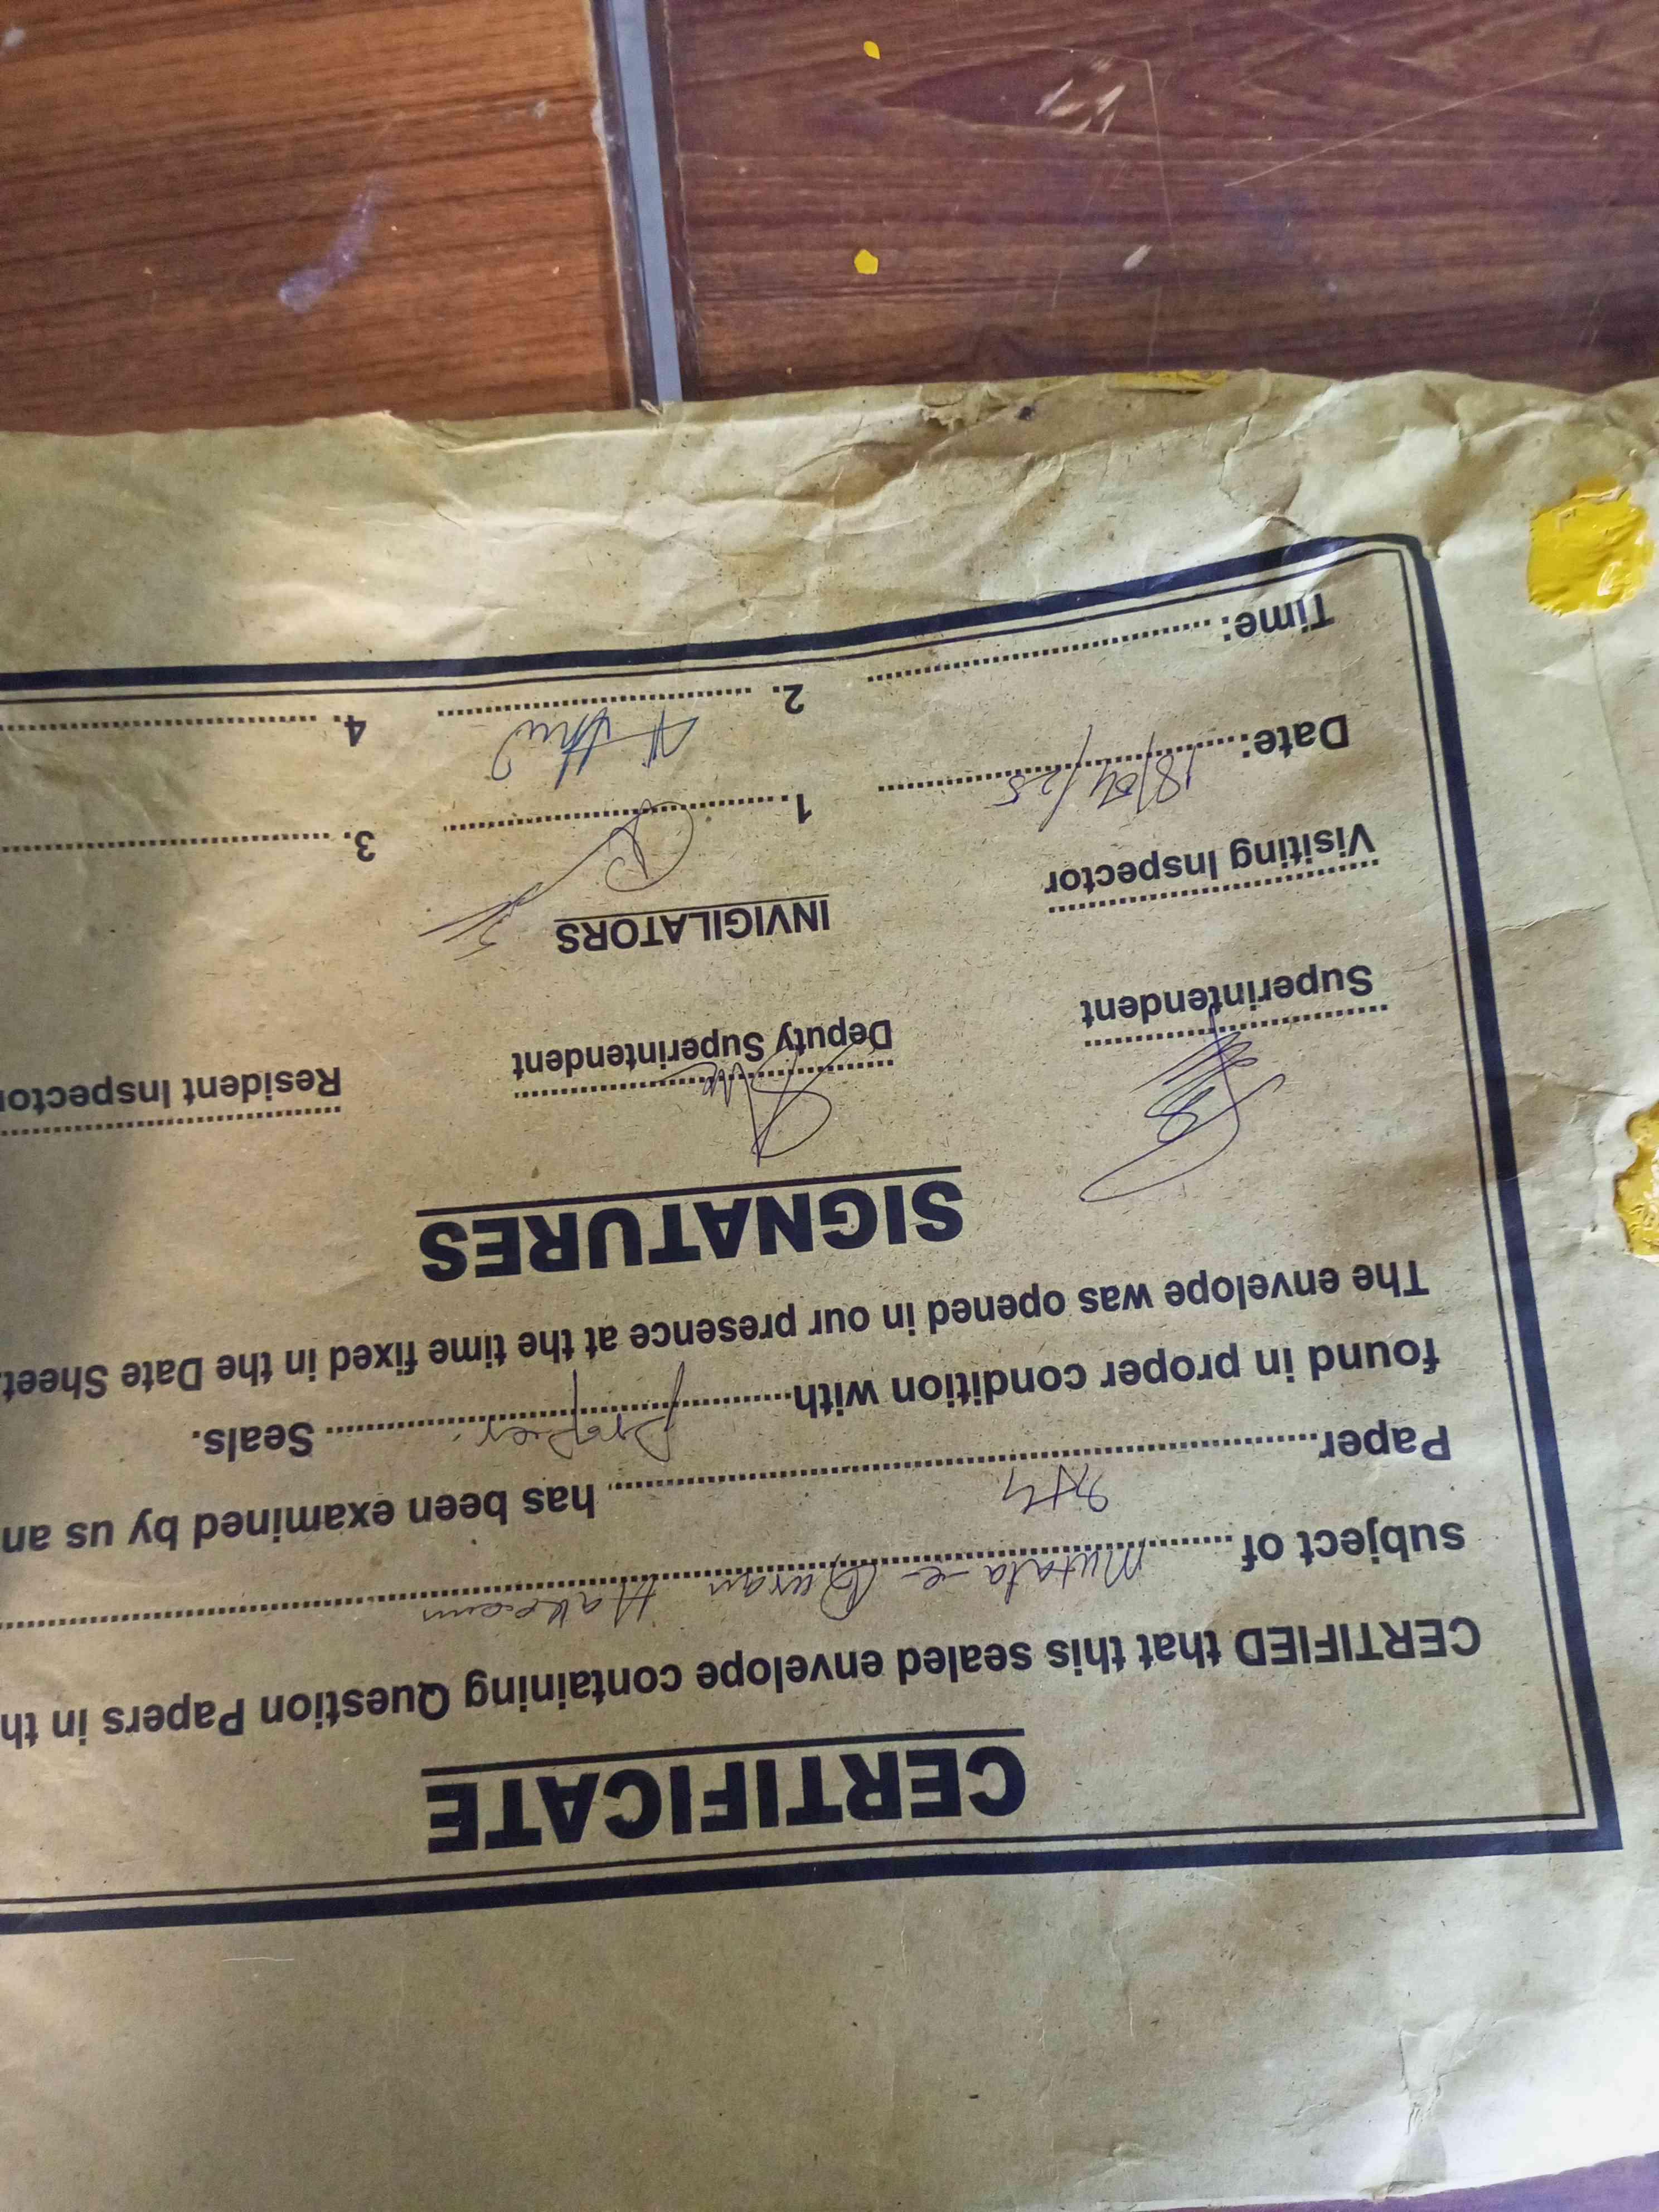 CERTIFICATE
CERTIFIED that this sealed envelope containing Question Papers in th
subject of ..... Mutala-e-Quran Hakeem .....
Paper ..... has been examined by us an
found in proper condition with ..... proper ..... Seals.
The envelope was opened in our presence at the time fixed in the Date Sheet.
SIGNATURES
Superintendent Deputy Superintendent Resident Inspector
Visiting Inspector INVIGILATORS
Date: 18/04/25 1. ..... 3. .....
Time: ..... 2. ..... 4. .....